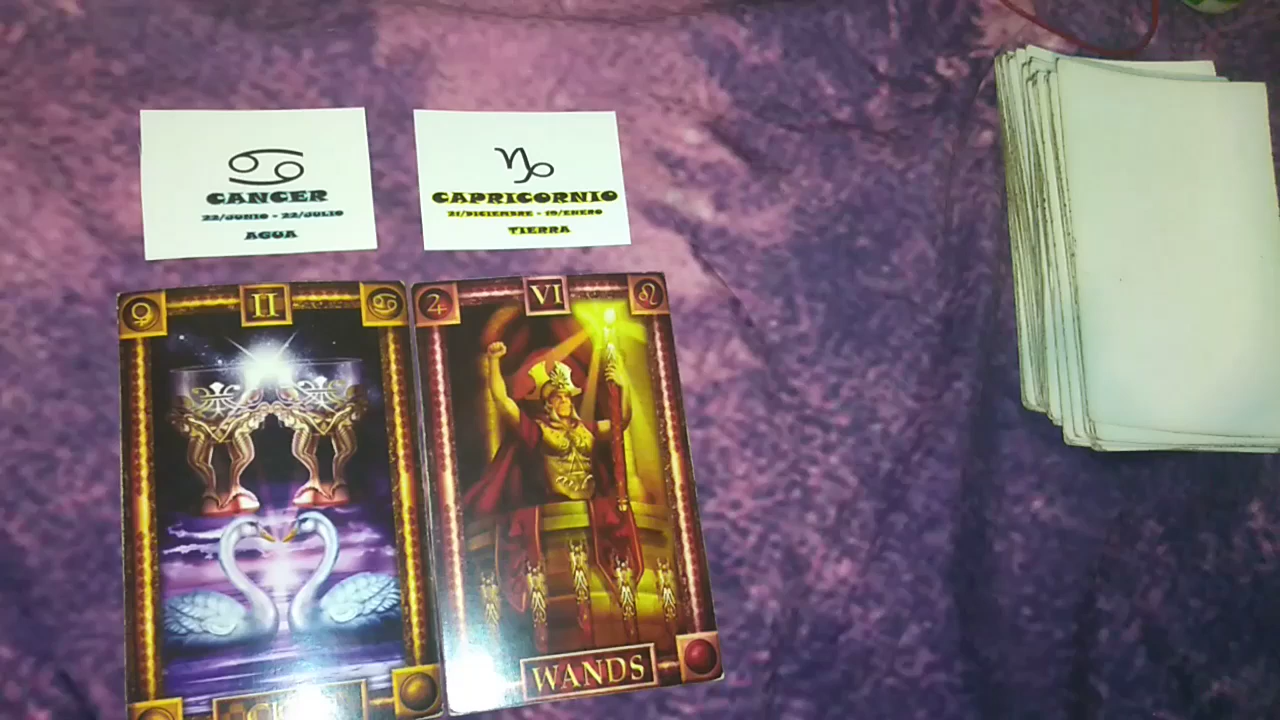 CANCER
22/JUNIO - 22/JULIO
AGUA
CAPRICORNIO
21/DICIEMBRE - 19/ENERO
TIERRA
II
VI
WANDS